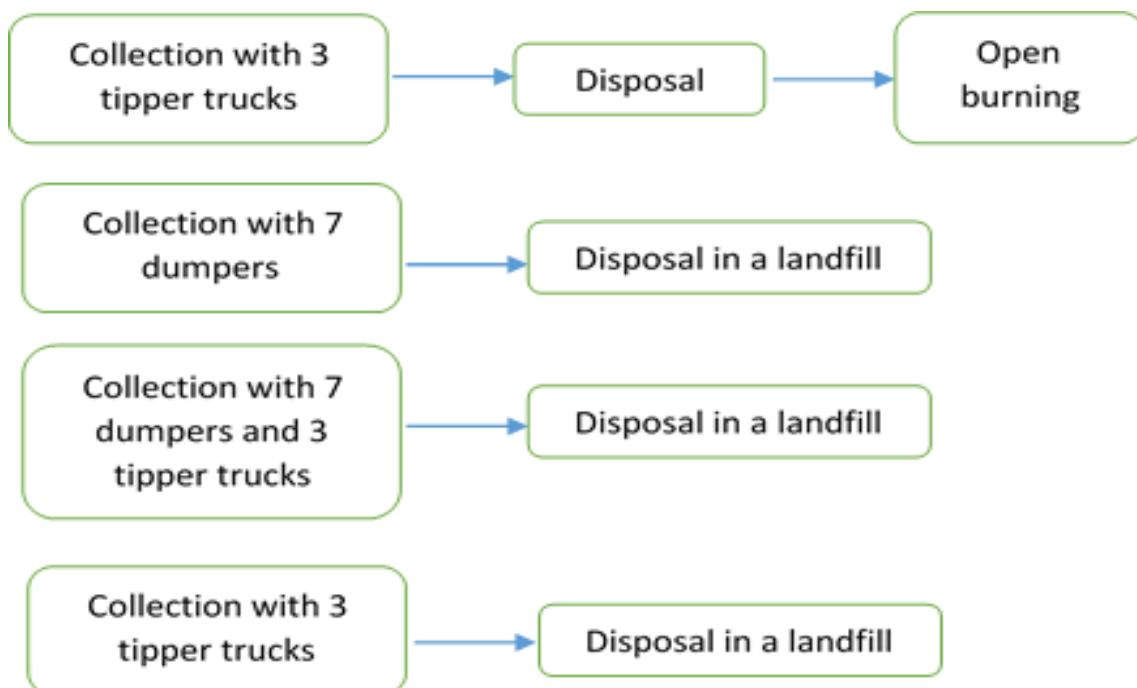 Collection with 3
tipper trucks
Disposal
Open
burning
Collection with 7
dumpers
Disposal in a landfill
Collection with 7
dumpers and 3
tipper trucks
Disposal in a landfill
Collection with 3
tipper trucks
Disposal in a landfill